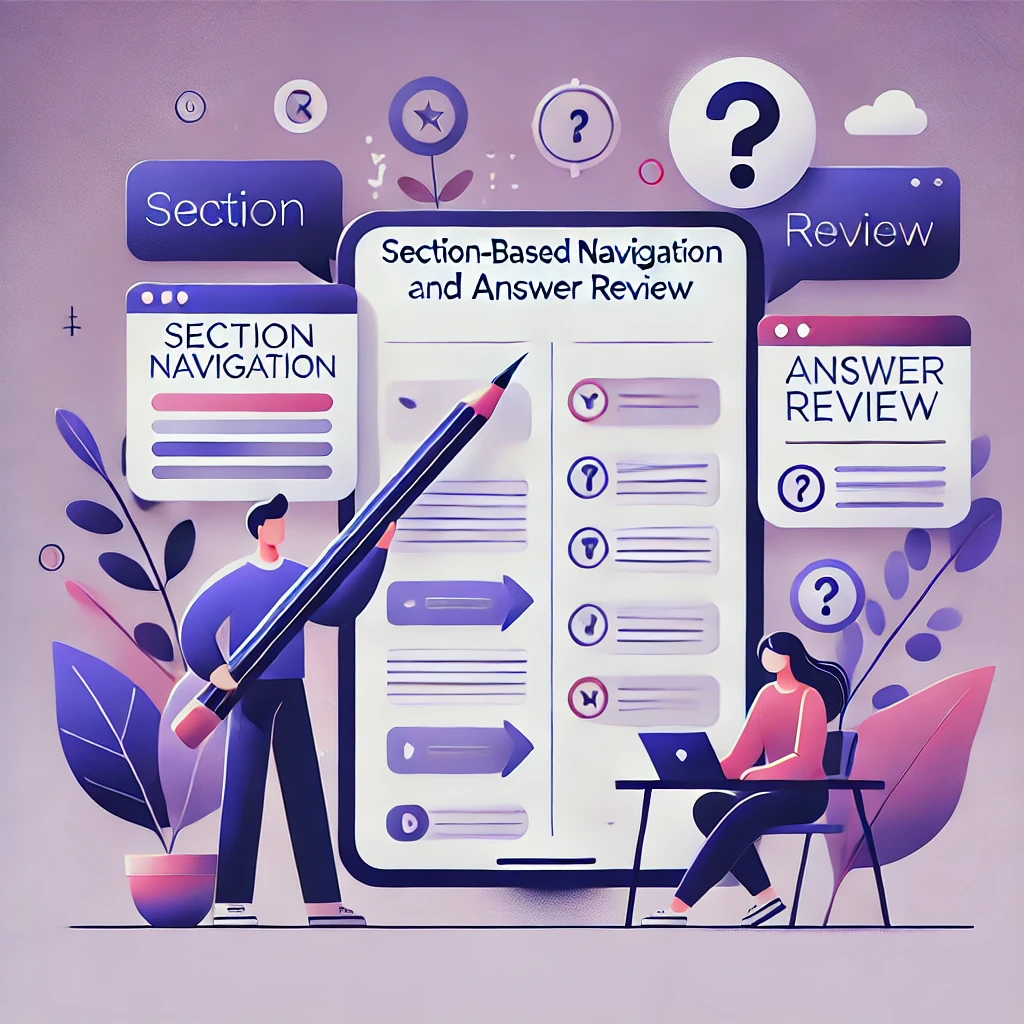 Section
Review
Section-Based Navigation
and Answer Review
SECTION
NAVIGATION
ANSWER
REVIEW
?
?
?
?
?